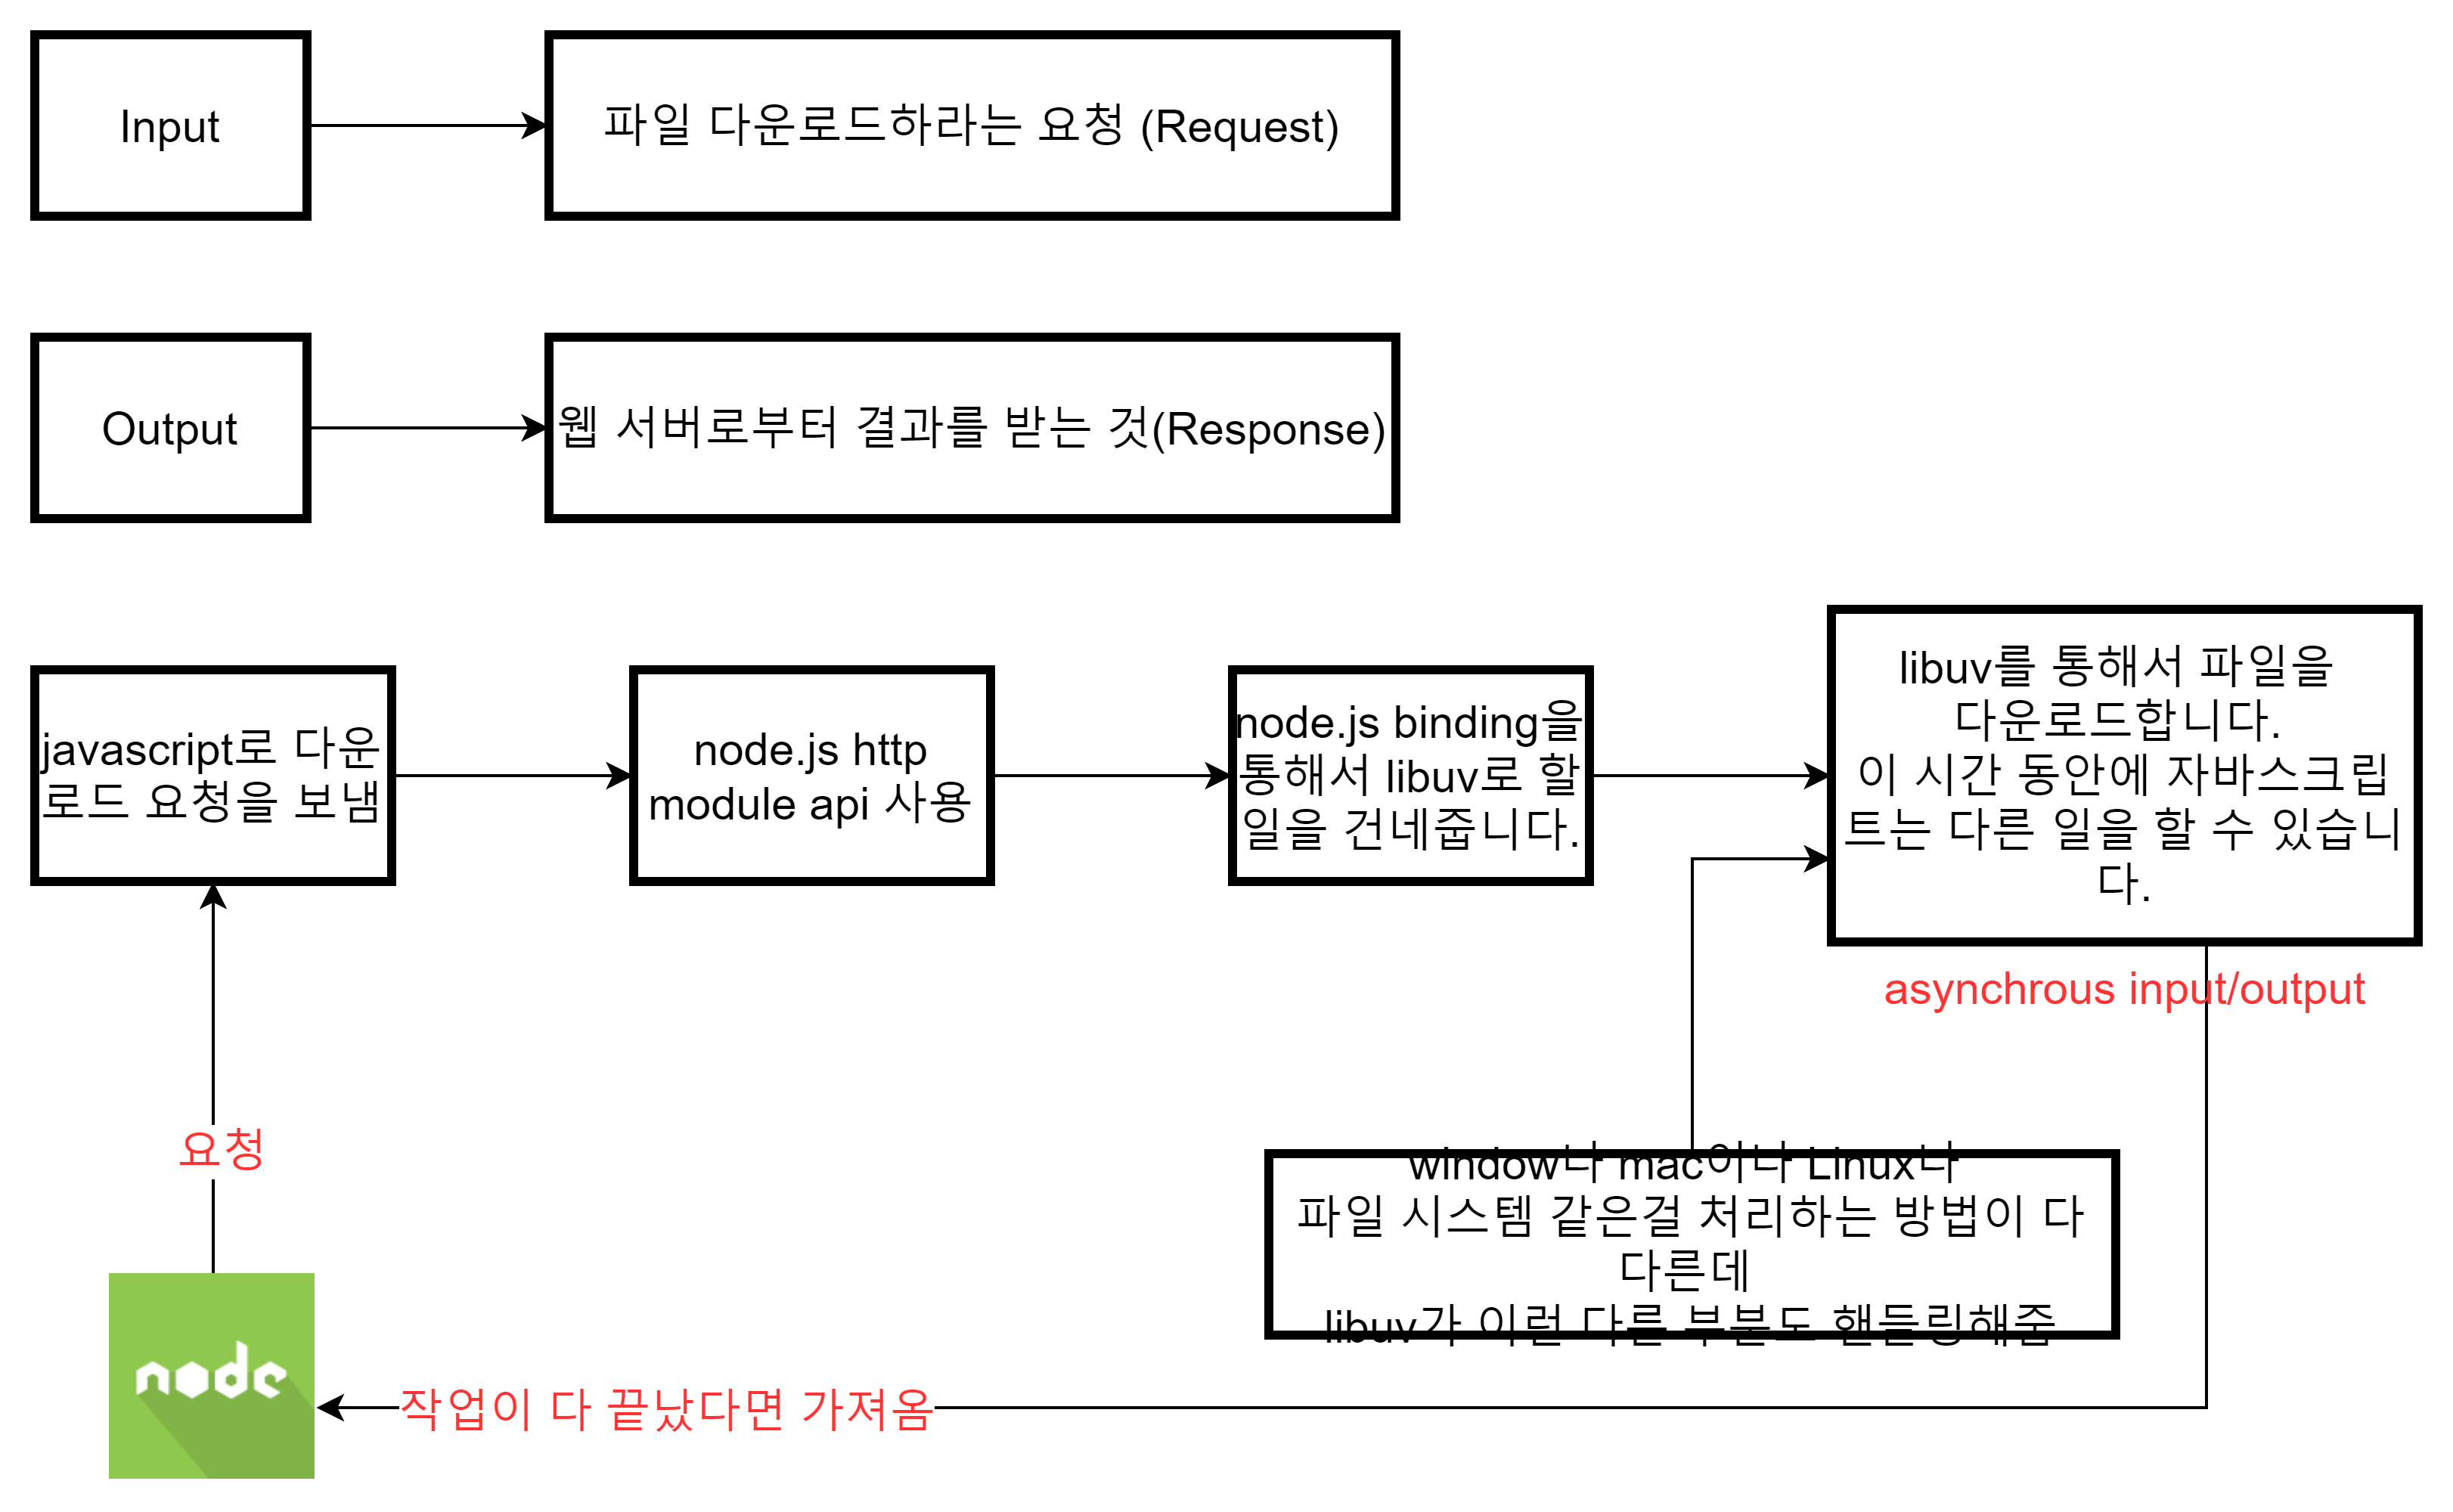 Input
파일 다운로드하라는 요청 (Request)
Output
웹 서버로부터 결과를 받는 것(Response)
javascript로 다운
로드 요청을 보냄
node.js http
module api 사용
node.js binding을
통해서 libuv로 할
일을 건네줍니다.
libuv를 통해서 파일을
다운로드합니다.
이 시간 동안에 자바스크립
트는 다른 일을 할 수 있습니
다.
asynchrous input/output
요청
window나 mac이나 Linux나
파일 시스템 같은걸 처리하는 방법이 다
다른데
libuv가 이런 다른 부분도 핸들링해줌
node
작업이 다 끝났다면 가져옴